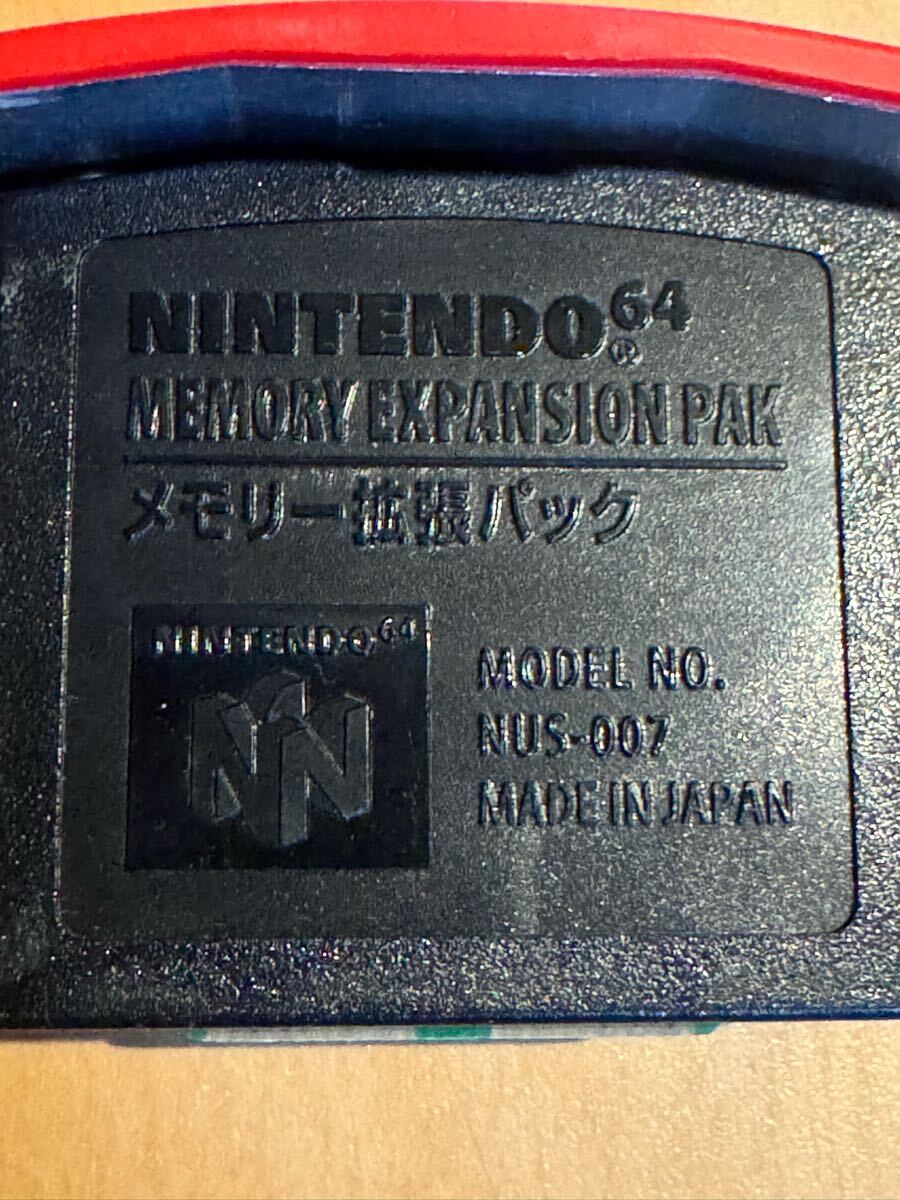 NINTENDO64®
MEMORY EXPANSION PAK
メモリー拡張パック
NINTENDO64
MODEL NO.
NUS-007
MADE IN JAPAN